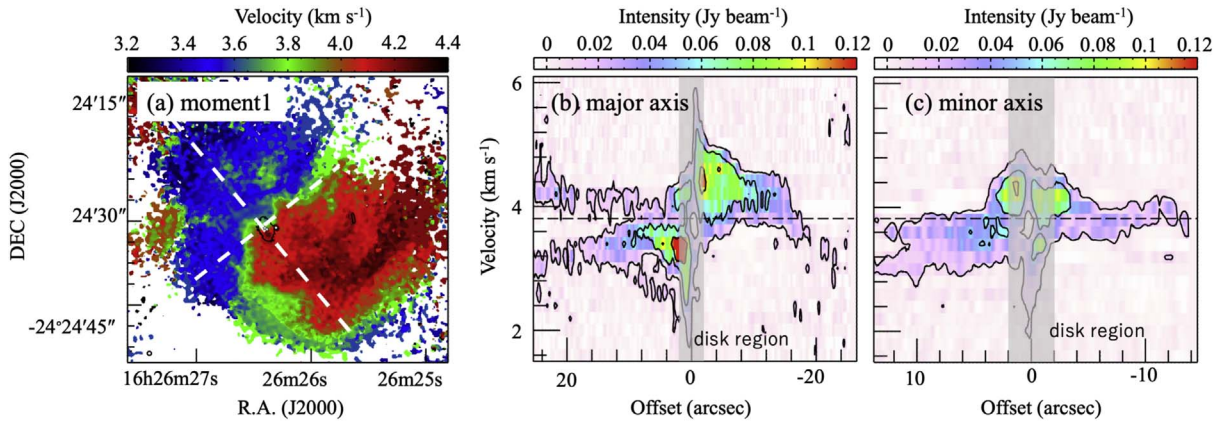 Velocity (km s-1)
3.2 3.4 3.6 3.8 4.0 4.2 4.4
(a) moment1
24′15″
24′30″
-24°24′45″
DEC (J2000)
16h26m27s 26m26s 26m25s
R.A. (J2000)
Intensity (Jy beam-1)
0 0.02 0.04 0.06 0.08 0.1 0.12
(b) major axis
6
4
2
Velocity (km s-1)
disk region
20 0 -20
Offset (arcsec)
Intensity (Jy beam-1)
0 0.02 0.04 0.06 0.08 0.1 0.12
(c) minor axis
disk region
10 0 -10
Offset (arcsec)